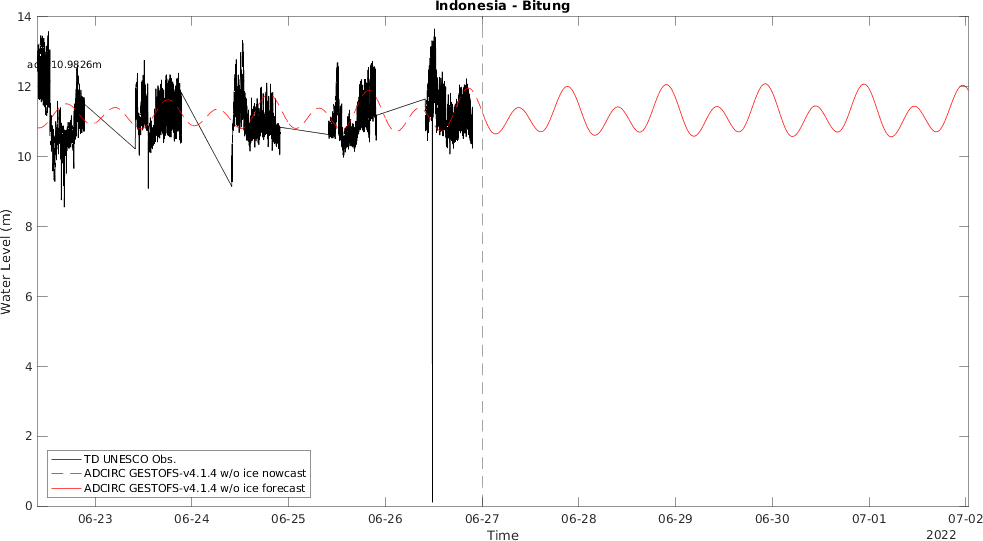 Indonesia - Bitung
14
12
10
8
6
4
2
0
Water Level (m)
10.9826m
TD UNESCO Obs.
ADCIRC GESTOFS-v4.1.4 w/o ice nowcast
ADCIRC GESTOFS-v4.1.4 w/o ice forecast
06-23 06-24 06-25 06-26 06-27 06-28 06-29 06-30 07-01 07-02
Time
2022